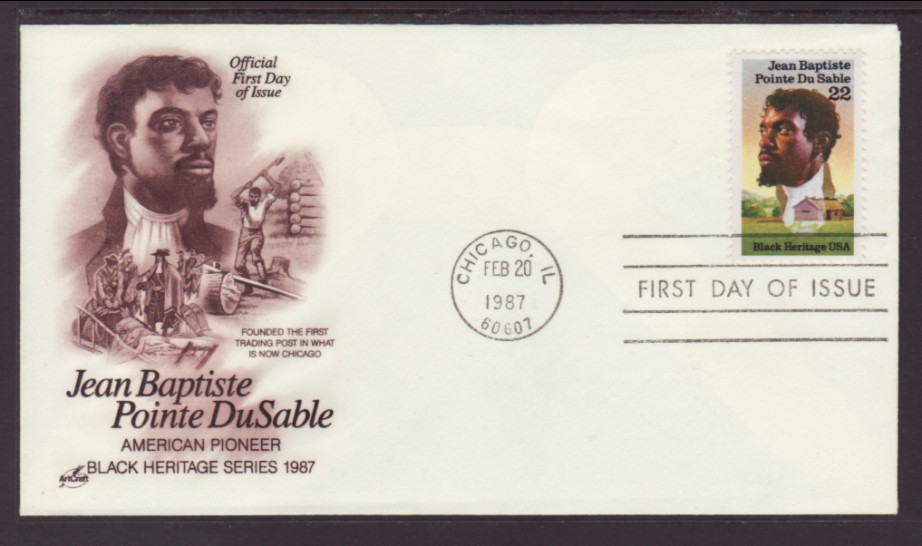 Official
First Day
of Issue
FOUNDED THE FIRST
TRADING POST IN WHAT
IS NOW CHICAGO
Jean Baptiste
Pointe DuSable
AMERICAN PIONEER
BLACK HERITAGE SERIES 1987
ArtCraft
CHICAGO, IL
FEB 20
1987
60607
Jean Baptiste
Pointe Du Sable
22
Black Heritage USA
FIRST DAY OF ISSUE